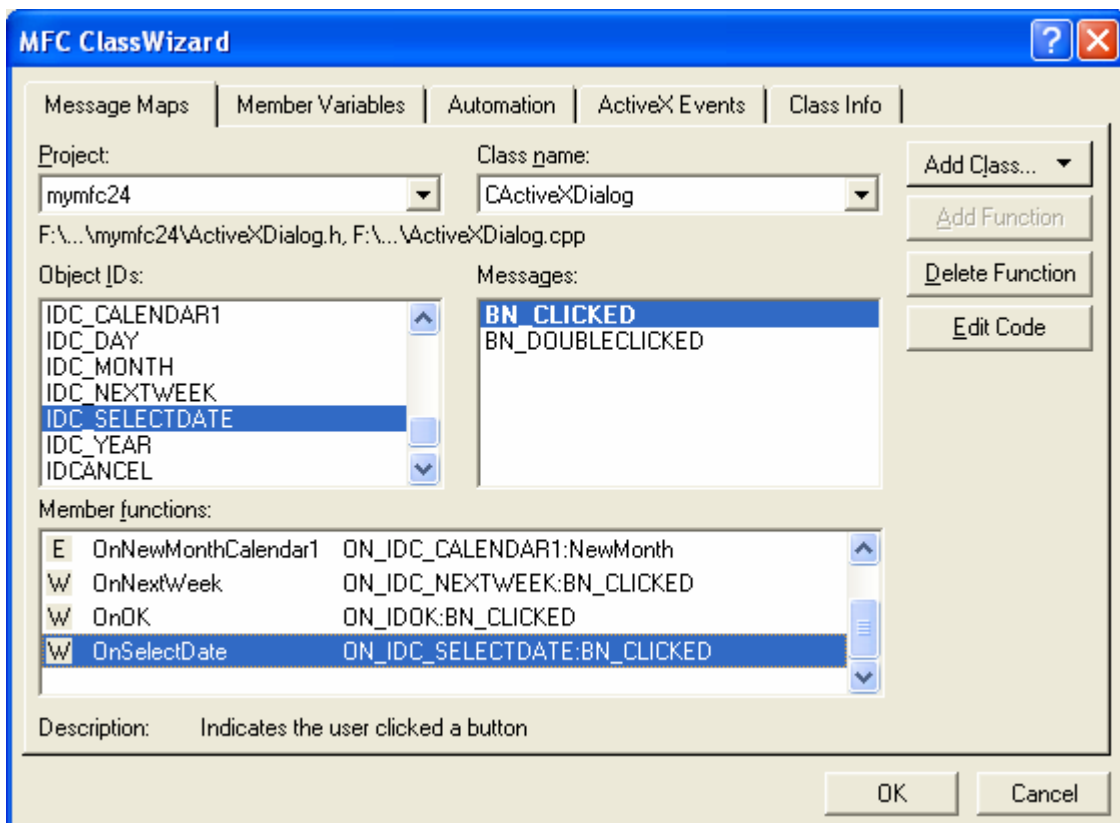 MFC ClassWizard
Message Maps Member Variables Automation ActiveX Events Class Info
Project: Class name: Add Class...
mymfc24 CActiveXDialog
Add Function
F:\...\mymfc24\ActiveXDialog.h, F:\...\ActiveXDialog.cpp
Object IDs: Messages: Delete Function
IDC_CALENDAR1 BN_CLICKED
IDC_DAY BN_DOUBLECLICKED Edit Code
IDC_MONTH
IDC_NEXTWEEK
IDC_SELECTDATE
IDC_YEAR
IDCANCEL
Member functions:
E OnNewMonthCalendar1 ON_IDC_CALENDAR1:NewMonth
W OnNextWeek ON_IDC_NEXTWEEK:BN_CLICKED
W OnOK ON_IDOK:BN_CLICKED
W OnSelectDate ON_IDC_SELECTDATE:BN_CLICKED
Description: Indicates the user clicked a button
OK Cancel